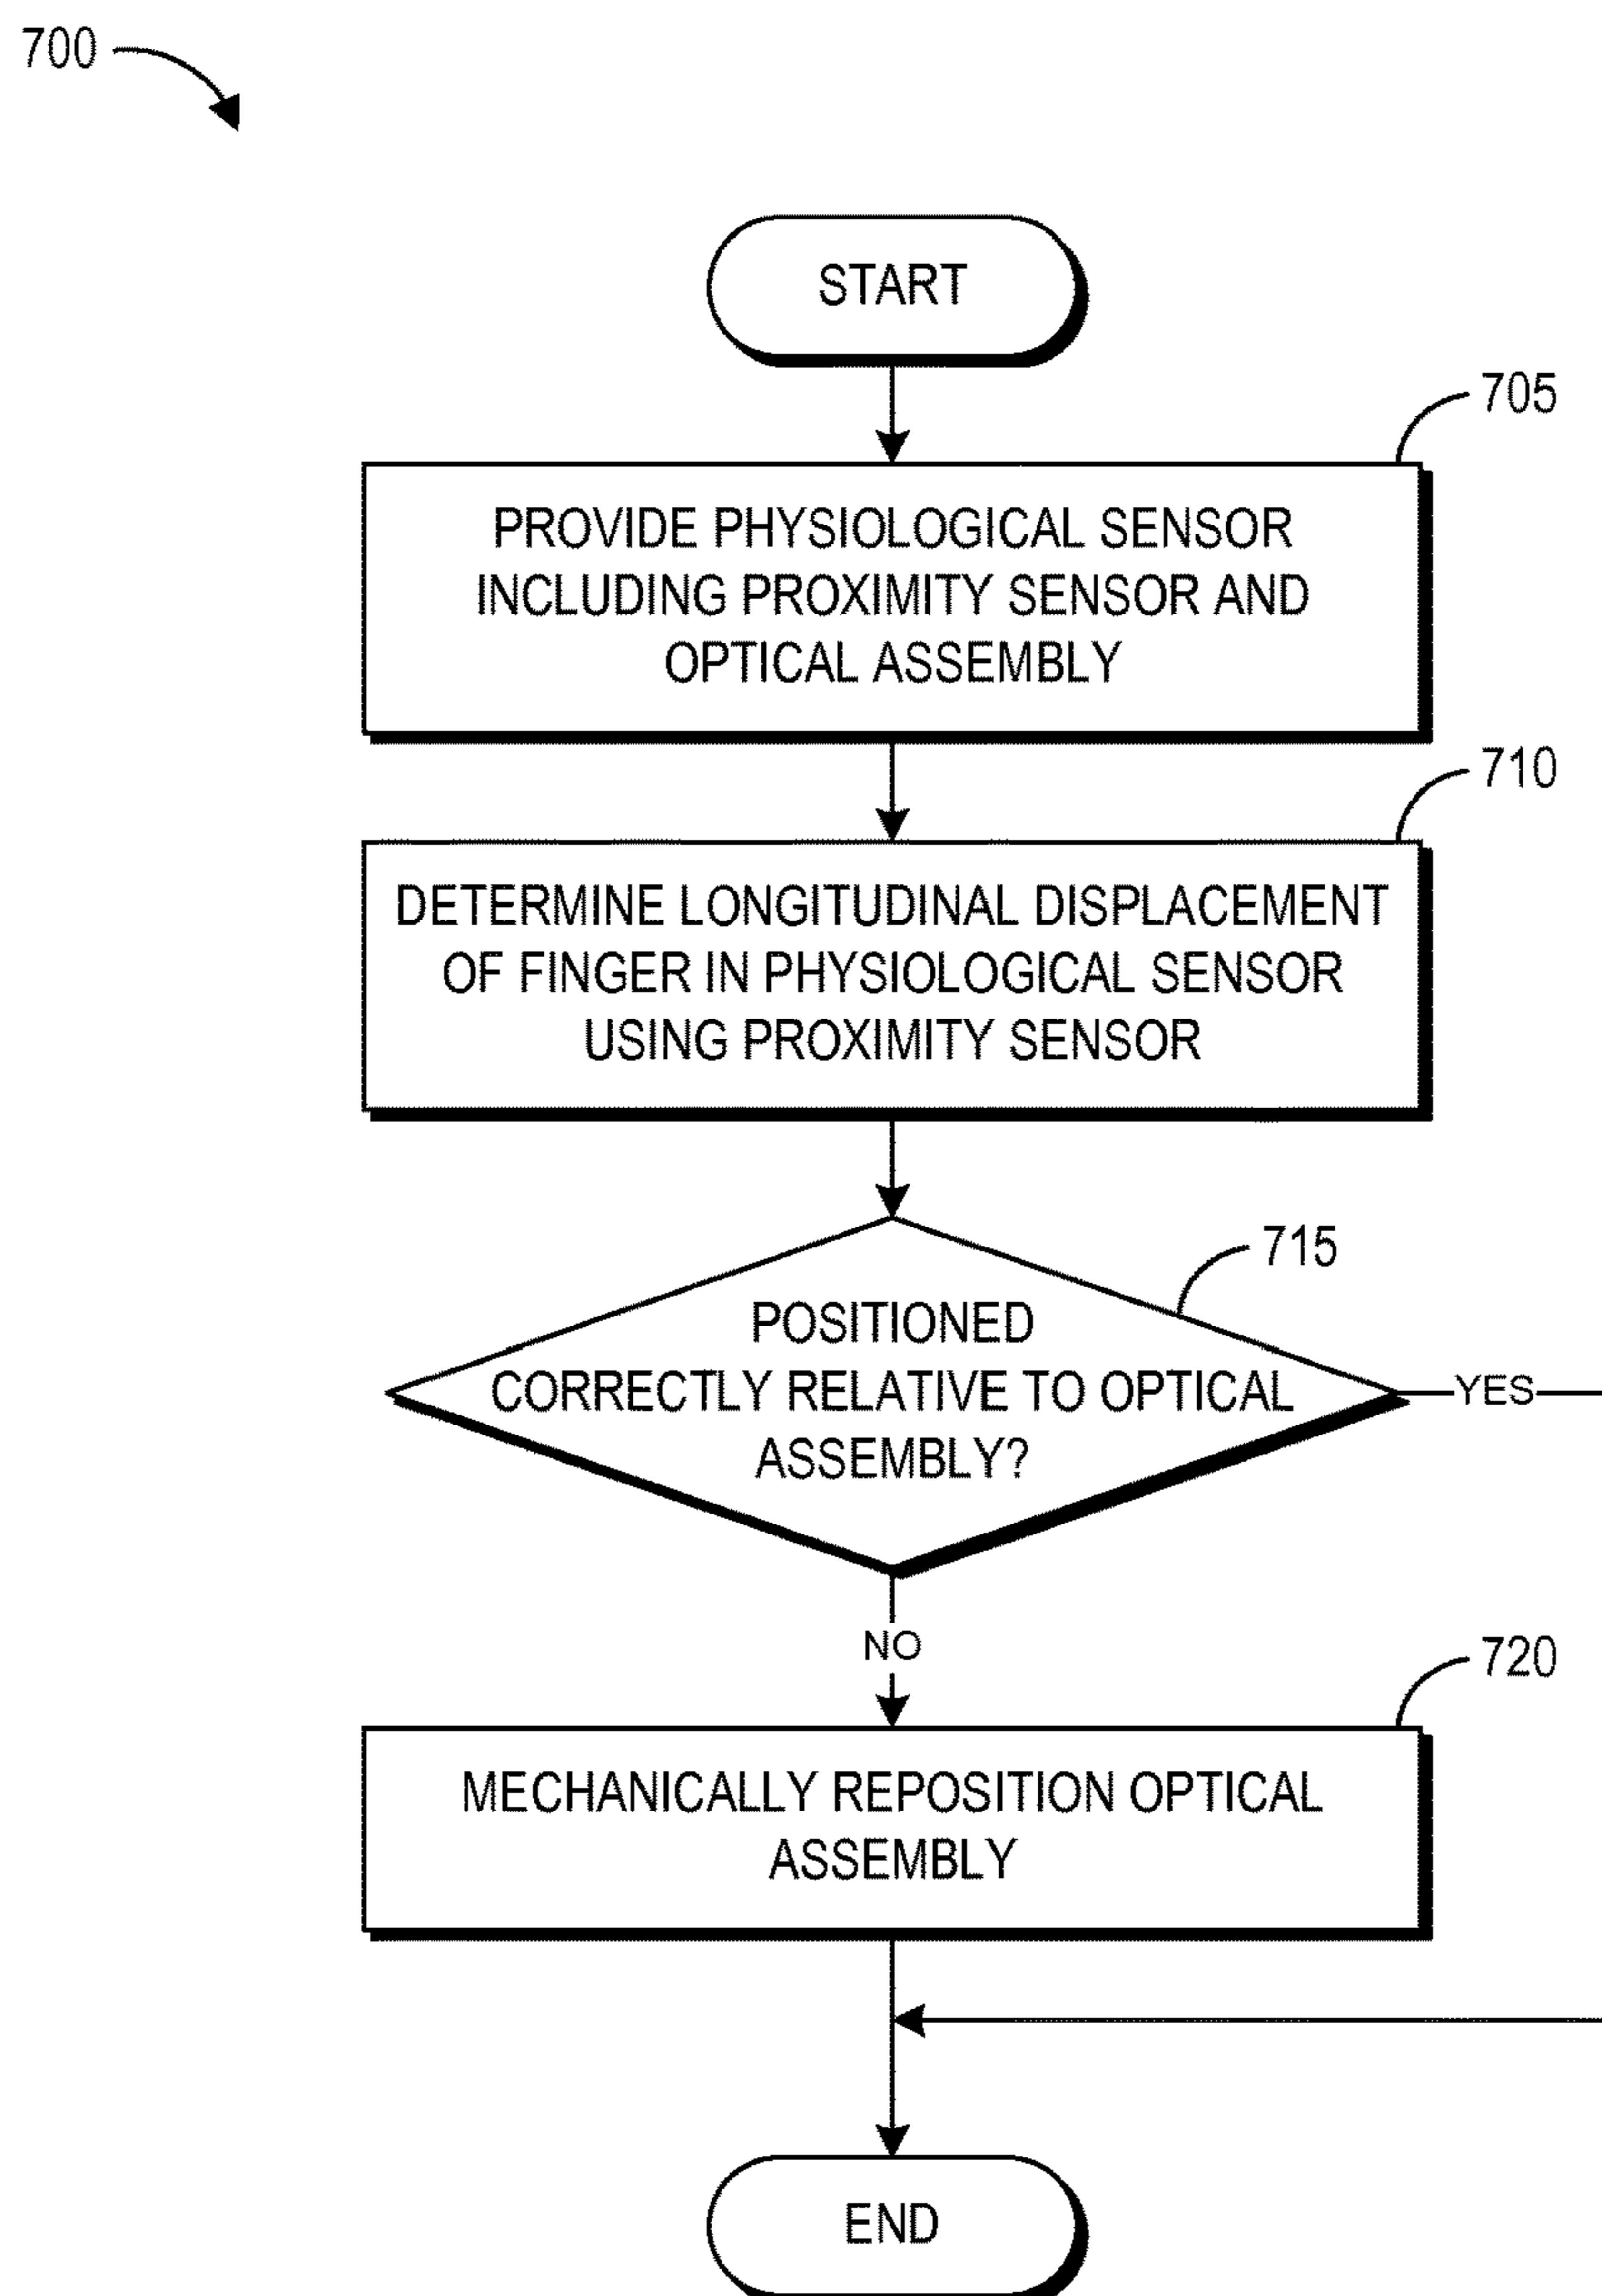 700
START
705
PROVIDE PHYSIOLOGICAL SENSOR
INCLUDING PROXIMITY SENSOR AND
OPTICAL ASSEMBLY
710
DETERMINE LONGITUDINAL DISPLACEMENT
OF FINGER IN PHYSIOLOGICAL SENSOR
USING PROXIMITY SENSOR
715
POSITIONED
CORRECTLY RELATIVE TO OPTICAL
ASSEMBLY?
YES
NO
720
MECHANICALLY REPOSITION OPTICAL
ASSEMBLY
END